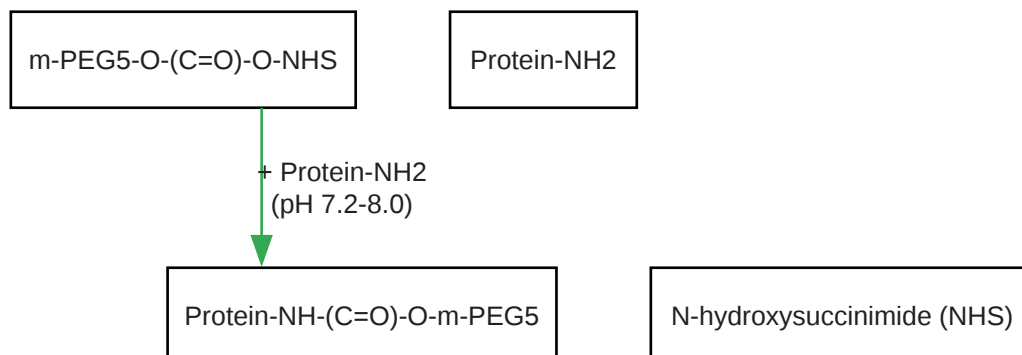 m-PEG5-O-(C=O)-O-NHS
Protein-NH2
+ Protein-NH2
(pH 7.2-8.0)
Protein-NH-(C=O)-O-m-PEG5
N-hydroxysuccinimide (NHS)